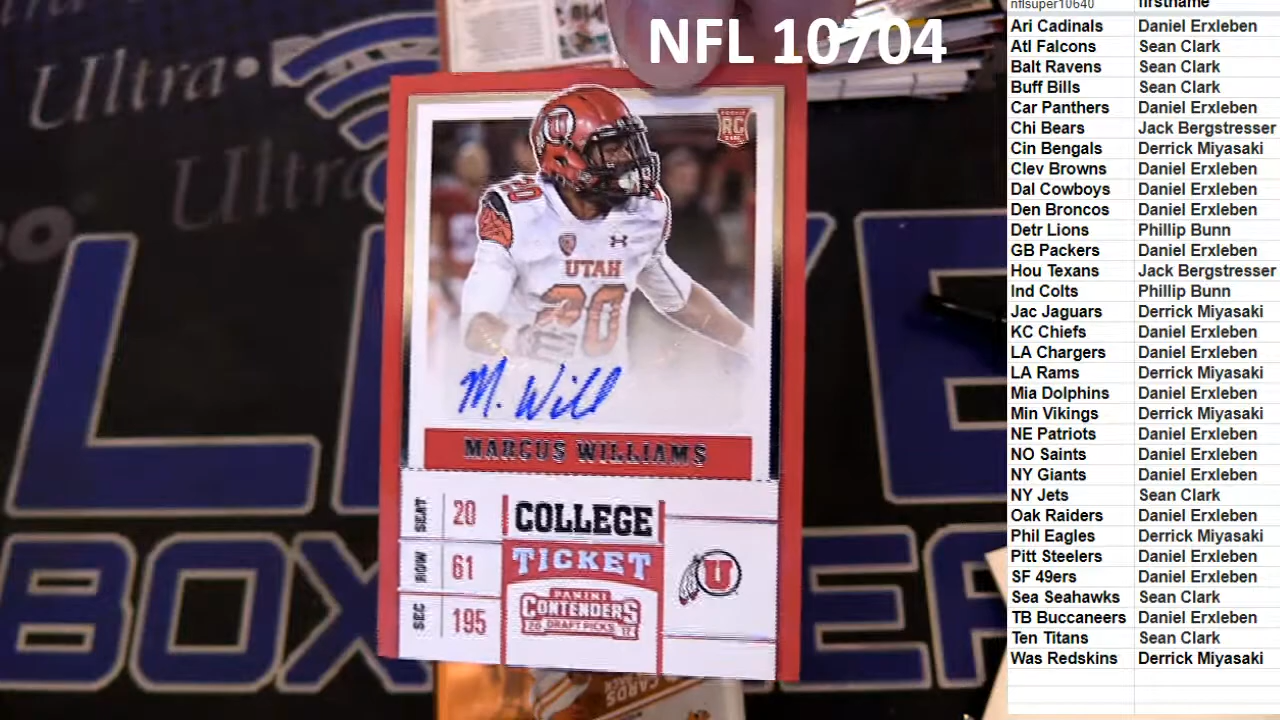 NFL 10704
Ultra
Ultra
RC
20
UTAH
20
M. Will
MARCUS WILLIAMS
SEAT 20
ROW 61
SEC 195
COLLEGE
TICKET
PANINI
CONTENDERS
20 DRAFT PICKS 17
U
BOX
nflsuper10640 firstname
Ari Cadinals Daniel Erxleben
Atl Falcons Sean Clark
Balt Ravens Sean Clark
Buff Bills Sean Clark
Car Panthers Daniel Erxleben
Chi Bears Jack Bergstresser
Cin Bengals Derrick Miyasaki
Clev Browns Daniel Erxleben
Dal Cowboys Daniel Erxleben
Den Broncos Daniel Erxleben
Detr Lions Phillip Bunn
GB Packers Daniel Erxleben
Hou Texans Jack Bergstresser
Ind Colts Phillip Bunn
Jac Jaguars Derrick Miyasaki
KC Chiefs Daniel Erxleben
LA Chargers Daniel Erxleben
LA Rams Derrick Miyasaki
Mia Dolphins Daniel Erxleben
Min Vikings Derrick Miyasaki
NE Patriots Daniel Erxleben
NO Saints Daniel Erxleben
NY Giants Daniel Erxleben
NY Jets Sean Clark
Oak Raiders Daniel Erxleben
Phil Eagles Derrick Miyasaki
Pitt Steelers Daniel Erxleben
SF 49ers Daniel Erxleben
Sea Seahawks Sean Clark
TB Buccaneers Daniel Erxleben
Ten Titans Sean Clark
Was Redskins Derrick Miyasaki